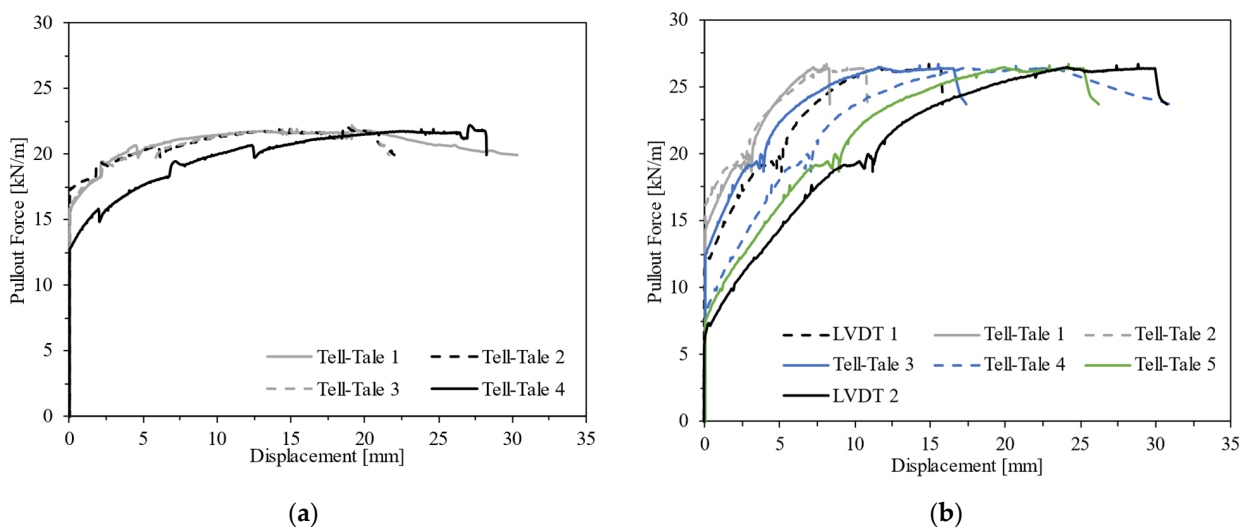 30
25
20
15
10
5
0
Pullout Force [kN/m]
Tell-Tale 1 Tell-Tale 2
Tell-Tale 3 Tell-Tale 4
0 5 10 15 20 25 30 35
Displacement [mm]
(a)
30
25
20
15
10
5
0
Pullout Force [kN/m]
LVDT 1 Tell-Tale 1 Tell-Tale 2
Tell-Tale 3 Tell-Tale 4 Tell-Tale 5
LVDT 2
0 5 10 15 20 25 30 35
Displacement [mm]
(b)